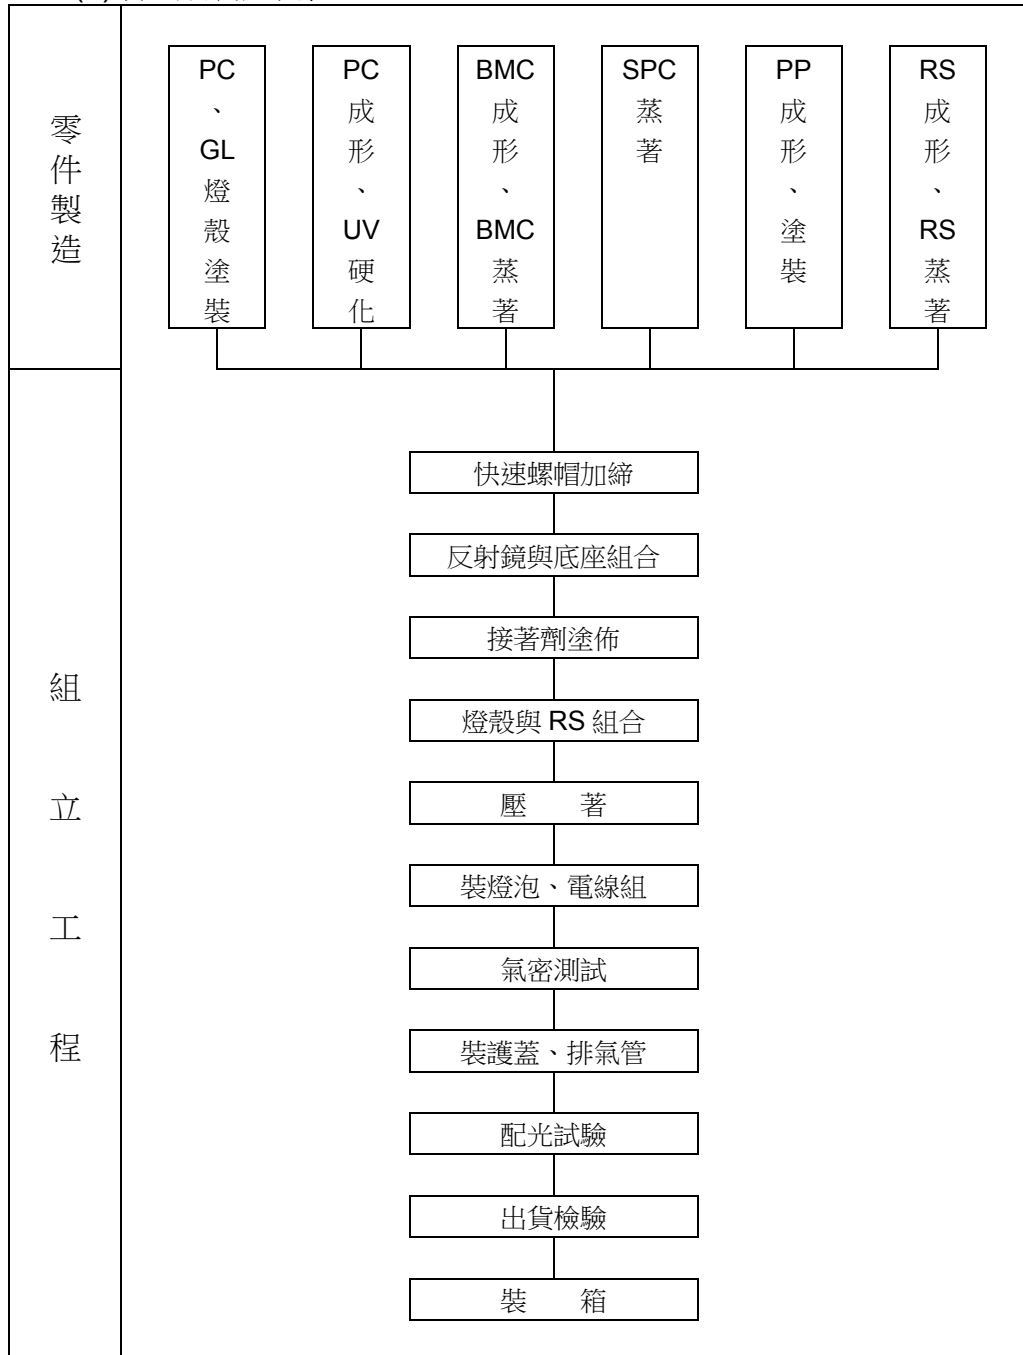 零件製造
PC、GL燈殼塗裝
PC成形、UV硬化
BMC成形、BMC蒸著
SPC蒸著
PP成形、塗裝
RS成形、RS蒸著
組立工程
快速螺帽加締
反射鏡與底座組合
接著劑塗佈
燈殼與 RS 組合
壓 著
裝燈泡、電線組
氣密測試
裝護蓋、排氣管
配光試驗
出貨檢驗
裝 箱